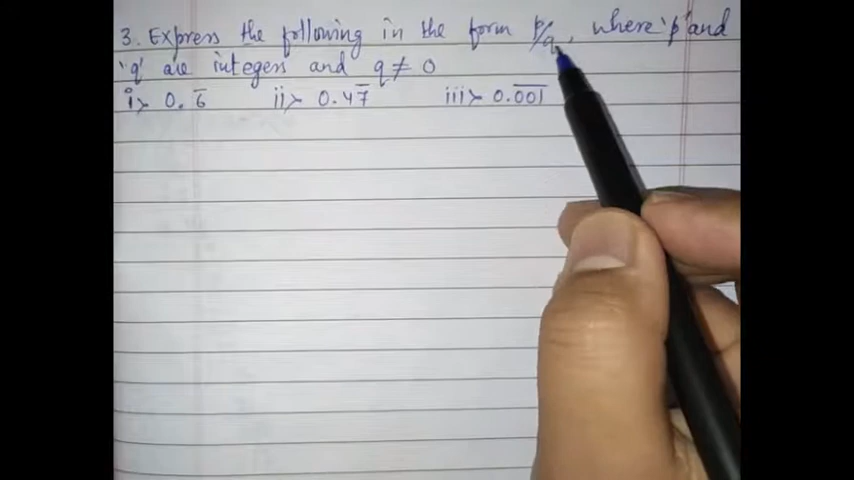 3. Express the following in the form p/q, where 'p' and
'q' are integers and q ≠ 0
i> 0.6̅ ii> 0.47̅ iii> 0.0̅0̅1̅